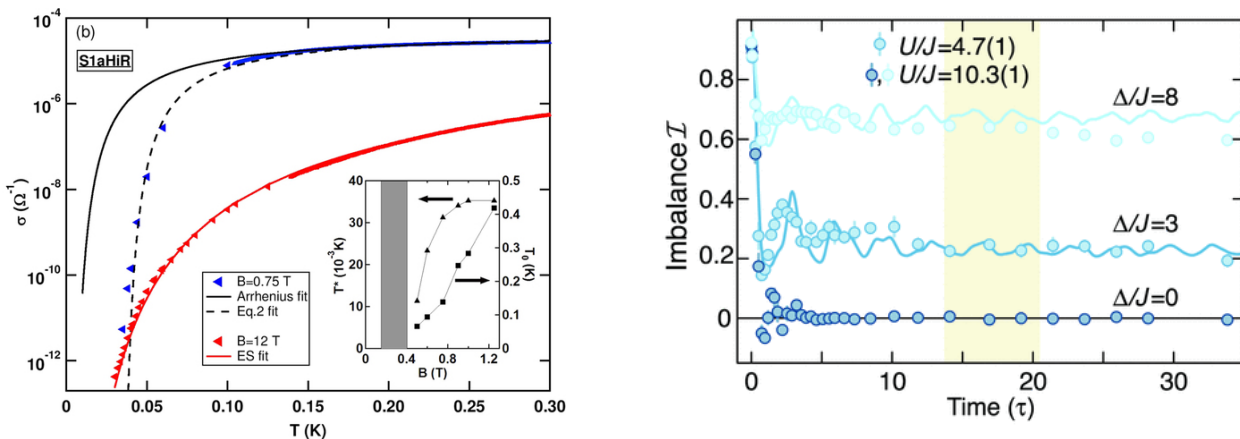 (b)
S1aHiR
σ (Ω⁻¹)
10⁻⁴
10⁻⁶
10⁻⁸
10⁻¹⁰
10⁻¹²
0
0.05
0.10
0.15
0.20
0.25
0.30
T (K)
B=0.75 T
Arrhenius fit
Eq.2 fit
B=12 T
ES fit
T* (10⁻³K)
40
30
20
10
0
0 0.4 0.8 1.2
B (T)
0.5
0.4
0.3
0.2
0.1
0
T₀ (K)
Imbalance ℐ
0.8
0.6
0.4
0.2
0
U/J=4.7(1)
, U/J=10.3(1)
Δ/J=8
Δ/J=3
Δ/J=0
0 10 20 30
Time (τ)